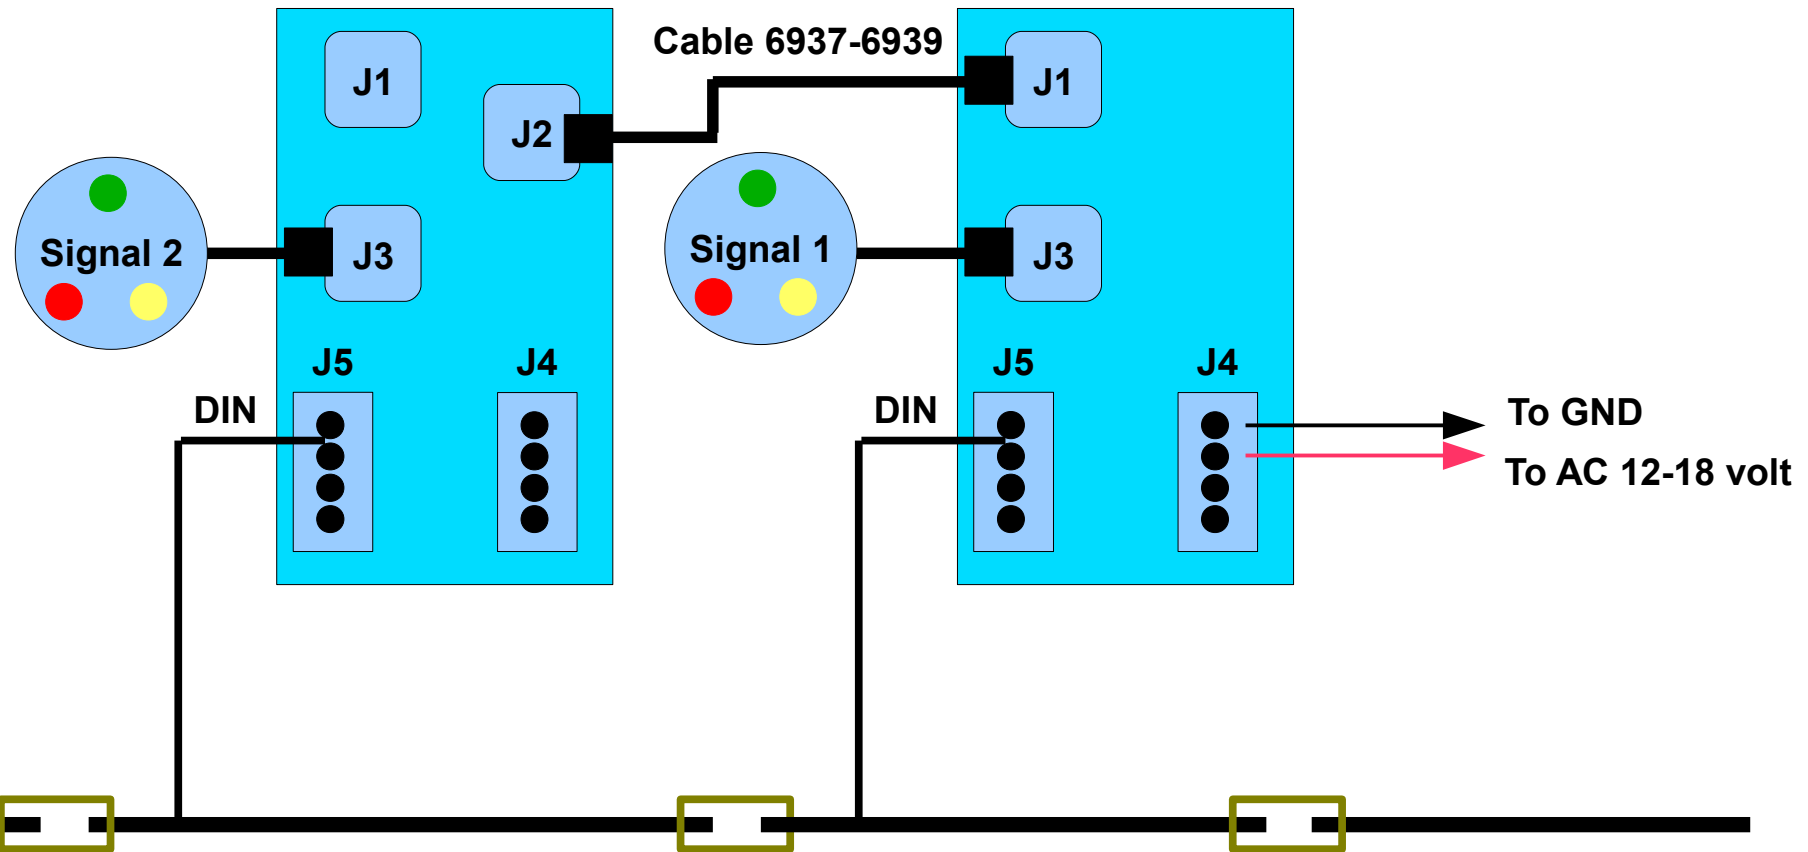 Cable 6937-6939
J1
J2
J1
Signal 2
J3
Signal 1
J3
J5
J4
J5
J4
DIN
DIN
To GND
To AC 12-18 volt